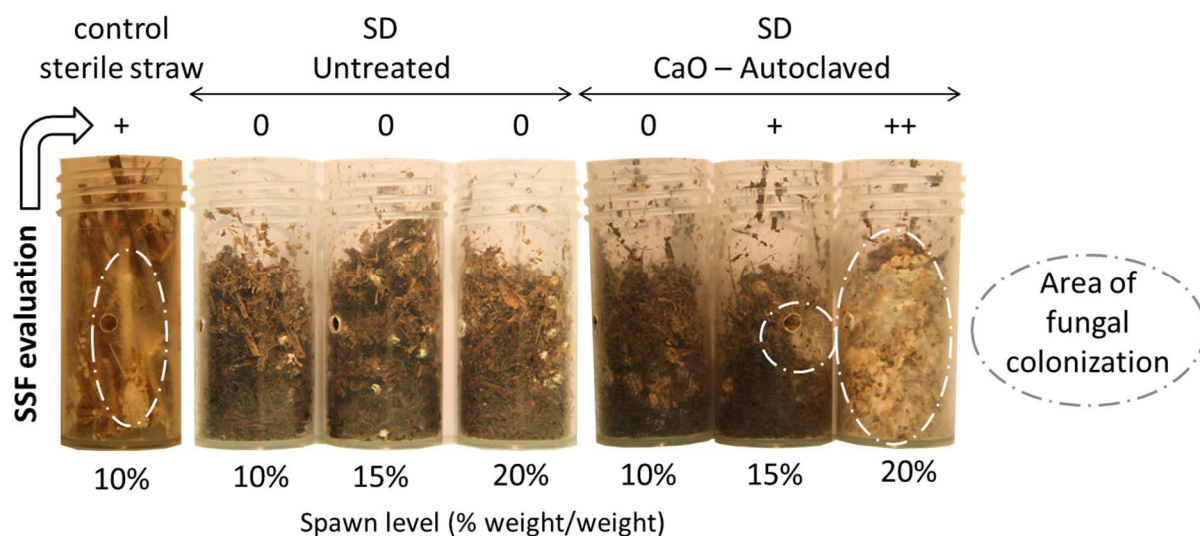 control
sterile straw
SD
Untreated
SD
CaO – Autoclaved
SSF evaluation
+ 0 0 0 0 + ++
Area of
fungal
colonization
10% 10% 15% 20% 10% 15% 20%
Spawn level (% weight/weight)